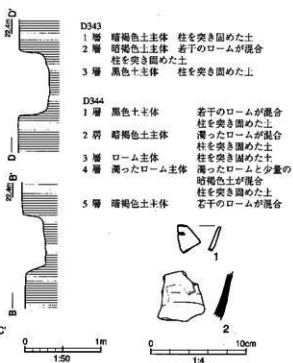 D343
1層 暗褐色土主体 柱を突き固めた土
2層 暗褐色土主体 若干のロームが混合
柱を突き固めた土
3層 黒色土主体 柱を突き固めた土
D344
1層 黒色土主体 若干のロームが混合
柱を突き固めた土
2層 暗褐色土主体 濁ったロームが混合
柱を突き固めた土
3層 ローム主体 柱を突き固めた土
4層 濁ったローム主体 濁ったロームと少量の
暗褐色土が混合
柱を突き固めた土
5層 暗褐色土主体 若干のロームが混合
D'
D
B'
B
1
2
0 1m
1:50
0 10cm
1:4